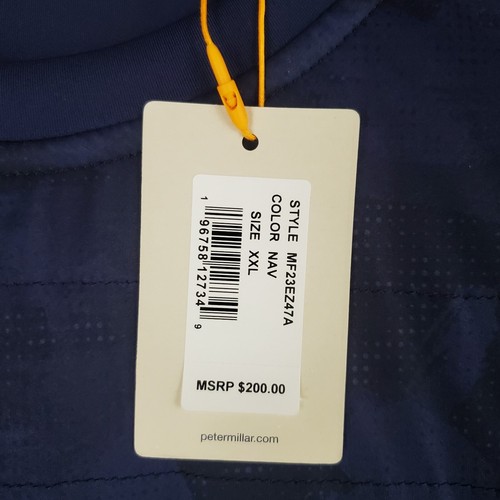 STYLE MF23EZ47A
COLOR NAV
SIZE XXL
1 96758 12734 9
MSRP $200.00
petermillar.com